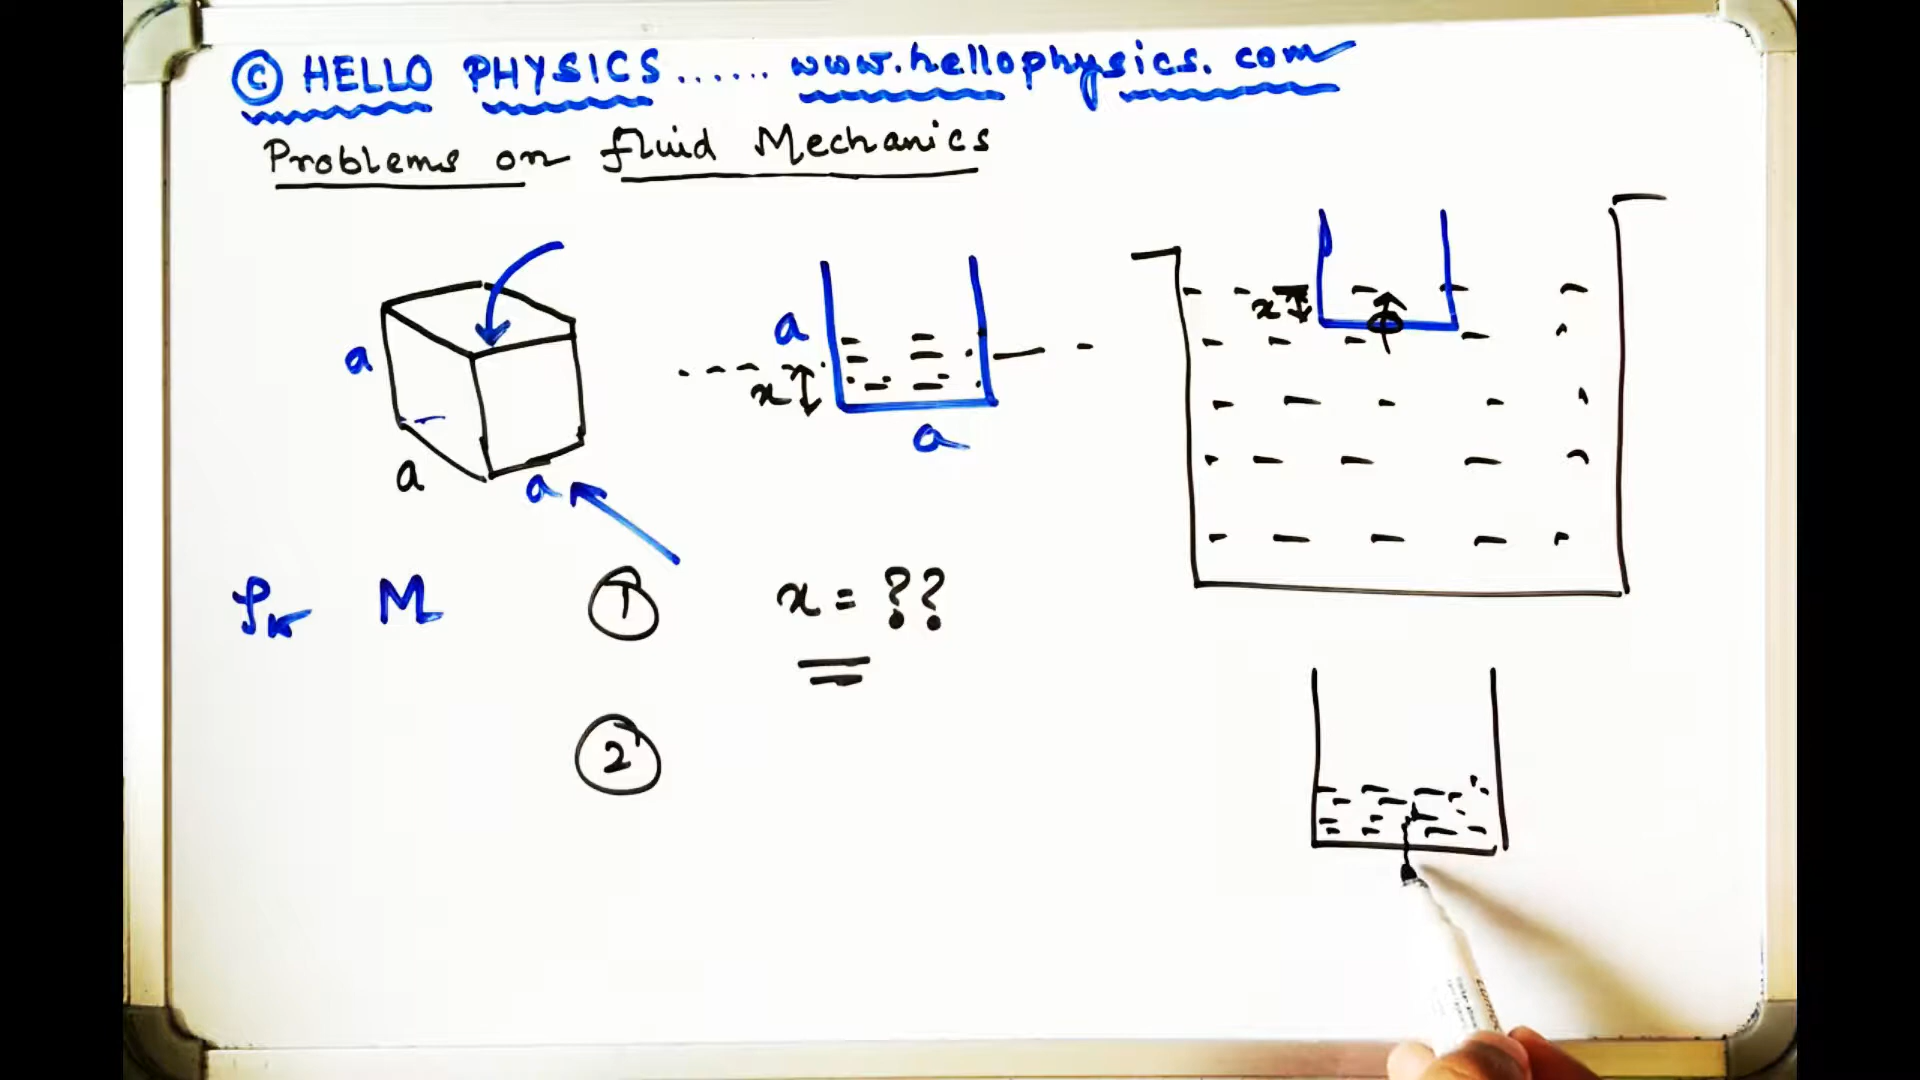 © HELLO PHYSICS...... www.hellophysics.com
Problems on fluid Mechanics
a
a
a
a
x
a
x
ρ M
1 x = ??
2